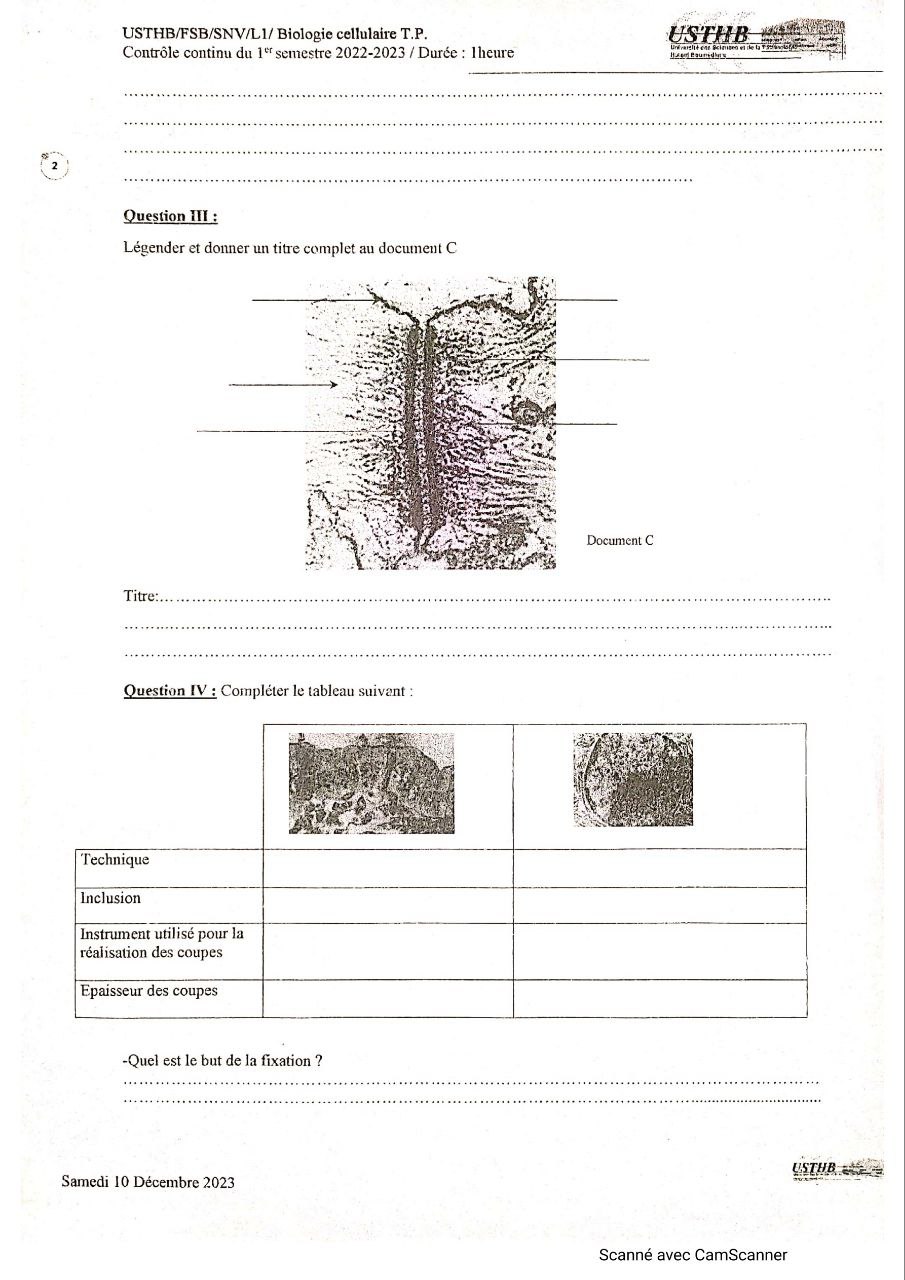 USTHB/FSB/SNV/L1/ Biologie cellulaire T.P.
Contrôle continu du 1er semestre 2022-2023 / Durée : 1heure
USTHB
Université des Sciences et de la Technologie
Houari Boumediene
2
Question III :
Légender et donner un titre complet au document C
Document C
Titre:
Question IV : Compléter le tableau suivant :
Technique
Inclusion
Instrument utilisé pour la
réalisation des coupes
Epaisseur des coupes
-Quel est le but de la fixation ?
USTHB
Samedi 10 Décembre 2023
Scanné avec CamScanner